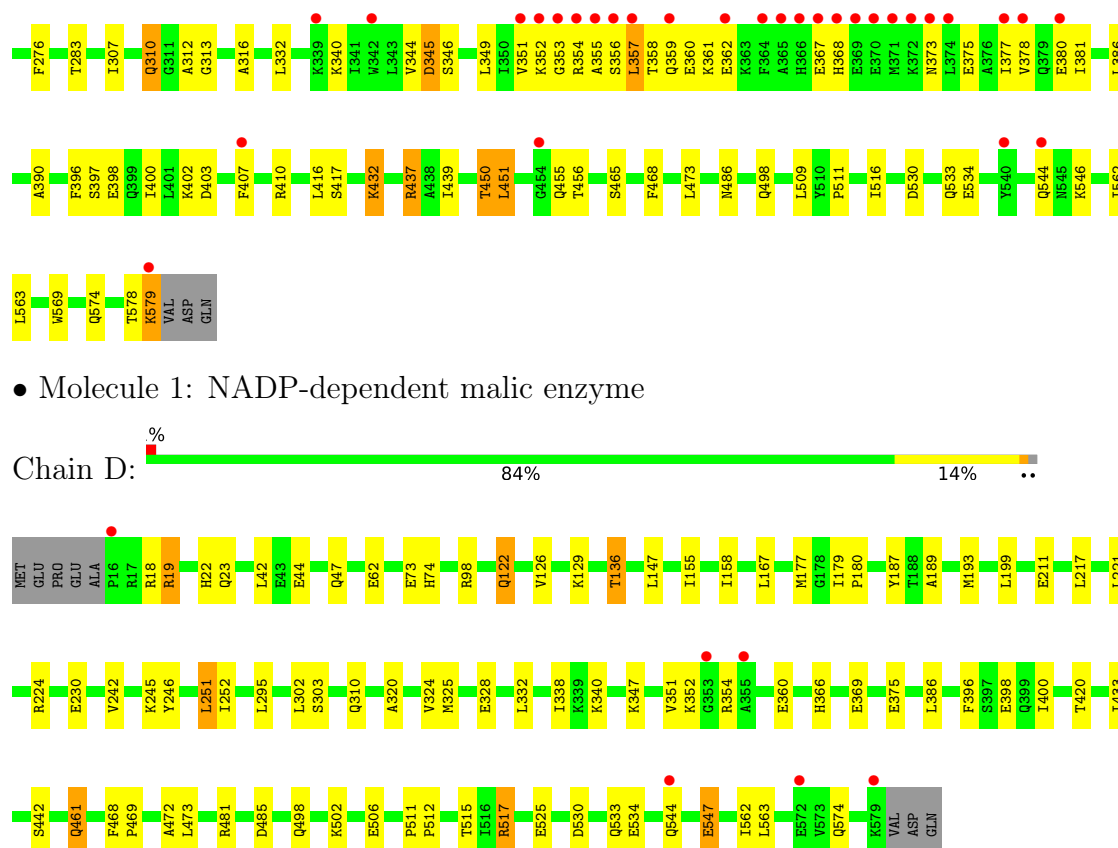 F276 T283 I307 Q310 G311 A312 G313 A316 L332 K339 K340 I341 W342 L343 V344 D345 S346 L349 I350 V351 K352 G353 R354 A355 S356 L357 T358 Q359 E360 K361 E362 K363 F364 A365 H366 E367 H368 E369 E370 M371 K372 N373 L374 E375 A376 I377 V378 Q379 E380 I381 L386
A390 F396 S397 E398 Q399 I400 L401 K402 D403 F407 R410 L416 S417 K432 R437 A438 I439 T450 L451 G454 Q455 T456 S465 F468 L473 N486 Q498 L509 Y510 P511 I516 D530 Q533 E534 Y540 Q544 N545 K546 I562
L563 W569 Q574 T578 K579 VAL ASP GLN
• Molecule 1: NADP-dependent malic enzyme
.%
Chain D:
84% 14% ••
MET GLU PRO GLU ALA P16 R17 R18 R19 H22 Q23 L42 E43 E44 Q47 E62 E73 H74 R98 Q122 V126 K129 T136 L147 I155 I158 L167 M177 G178 I179 P180 Y187 T188 A189 M193 L199 E211 L217 L221
R224 E230 V242 K245 Y246 L251 I252 L295 L302 S303 Q310 A320 V324 M325 E328 L332 I338 K339 K340 K347 V351 K352 G353 R354 A355 E360 H366 E369 E375 L386 F396 S397 E398 Q399 I400 T420 I433
S442 Q461 F468 P469 A472 L473 R481 D485 Q498 K502 E506 P511 P512 T515 I516 R517 E525 D530 Q533 E534 Q544 E547 I562 L563 E572 V573 Q574 K579 VAL ASP GLN